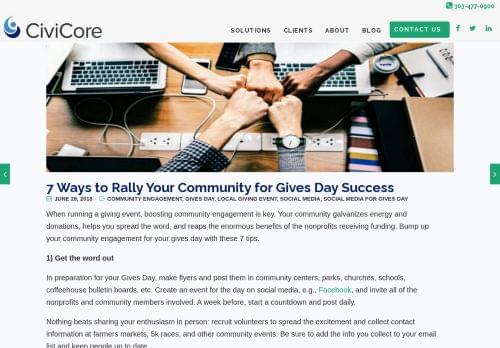 303-477-0900
CiviCore
SOLUTIONS CLIENTS ABOUT BLOG CONTACT US
7 Ways to Rally Your Community for Gives Day Success
JUNE 28, 2018 COMMUNITY ENGAGEMENT, GIVES DAY, LOCAL GIVING EVENT, SOCIAL MEDIA, SOCIAL MEDIA FOR GIVES DAY
When running a giving event, boosting community engagement is key. Your community galvanizes energy and
donations, helps you spread the word, and reaps the enormous benefits of the nonprofits receiving funding. Bump up
your community engagement for your gives day with these 7 tips.
1) Get the word out
In preparation for your Gives Day, make flyers and post them in community centers, parks, churches, schools,
coffeehouse bulletin boards, etc. Create an event for the day on social media, e.g., Facebook, and invite all of the
nonprofits and community members involved. A week before, start a countdown and post daily.
Nothing beats sharing your enthusiasm in person: recruit volunteers to spread the excitement and collect contact
information at farmers markets, 5k races, and other community events. Be sure to add the info you collect to your email
list and keep people up to date.